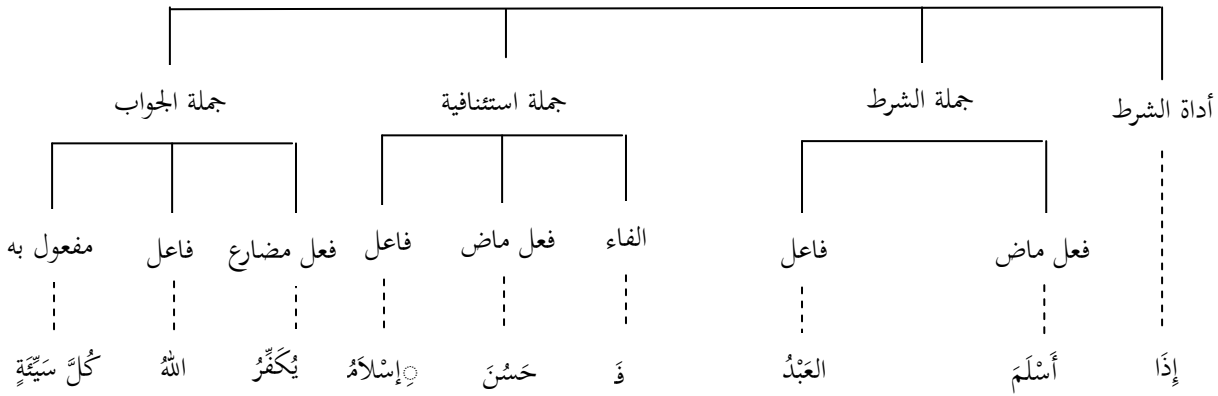 أداة الشرط جملة الشرط جملة استئنافية جملة الجواب
فعل ماض فاعل الفاء فعل ماض فاعل فعل مضارع فاعل مفعول به
إِذَا أَسْلَمَ العَبْدُ فَ حَسُنَ إِسْلاَمُ يُكَفِّرُ اللهُ كُلَّ سَيِّئَةٍ